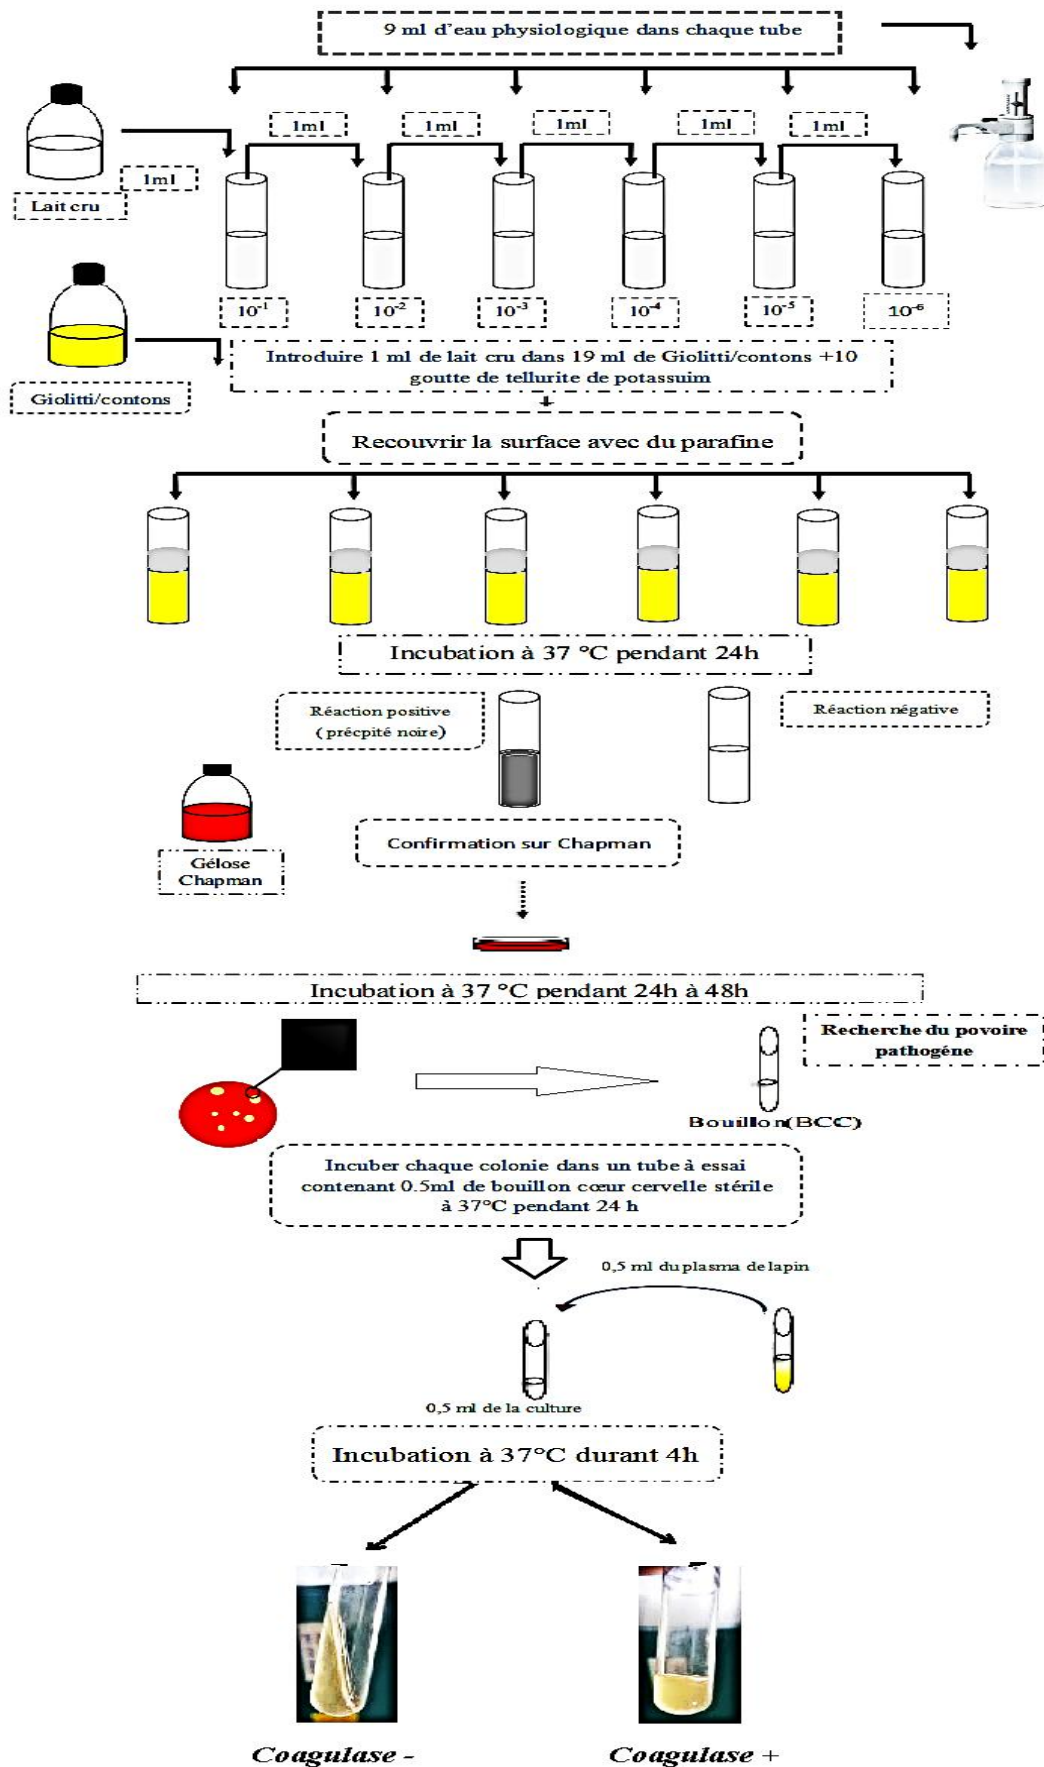 9 ml d'eau physiologique dans chaque tube
1ml
1ml
1ml
1ml
1ml
1ml
Lait cru
10⁻¹
10⁻²
10⁻³
10⁻⁴
10⁻⁵
10⁻⁶
Introduire 1 ml de lait cru dans 19 ml de Giolitti/contons +10
goutte de tellurite de potassuim
Giolitti/contons
Recouvrir la surface avec du parafine
Incubation à 37 °C pendant 24h
Réaction positive
( précpité noire)
Réaction négative
Confirmation sur Chapman
Gélose
Chapman
Incubation à 37 °C pendant 24h à 48h
Recherche du povoire
pathogéne
Bouillon(BCC)
Incuber chaque colonie dans un tube à essai
contenant 0.5ml de bouillon cœur cervelle stérile
à 37°C pendant 24 h
0,5 ml du plasma de lapin
0,5 ml de la culture
Incubation à 37°C durant 4h
Coagulase -
Coagulase +